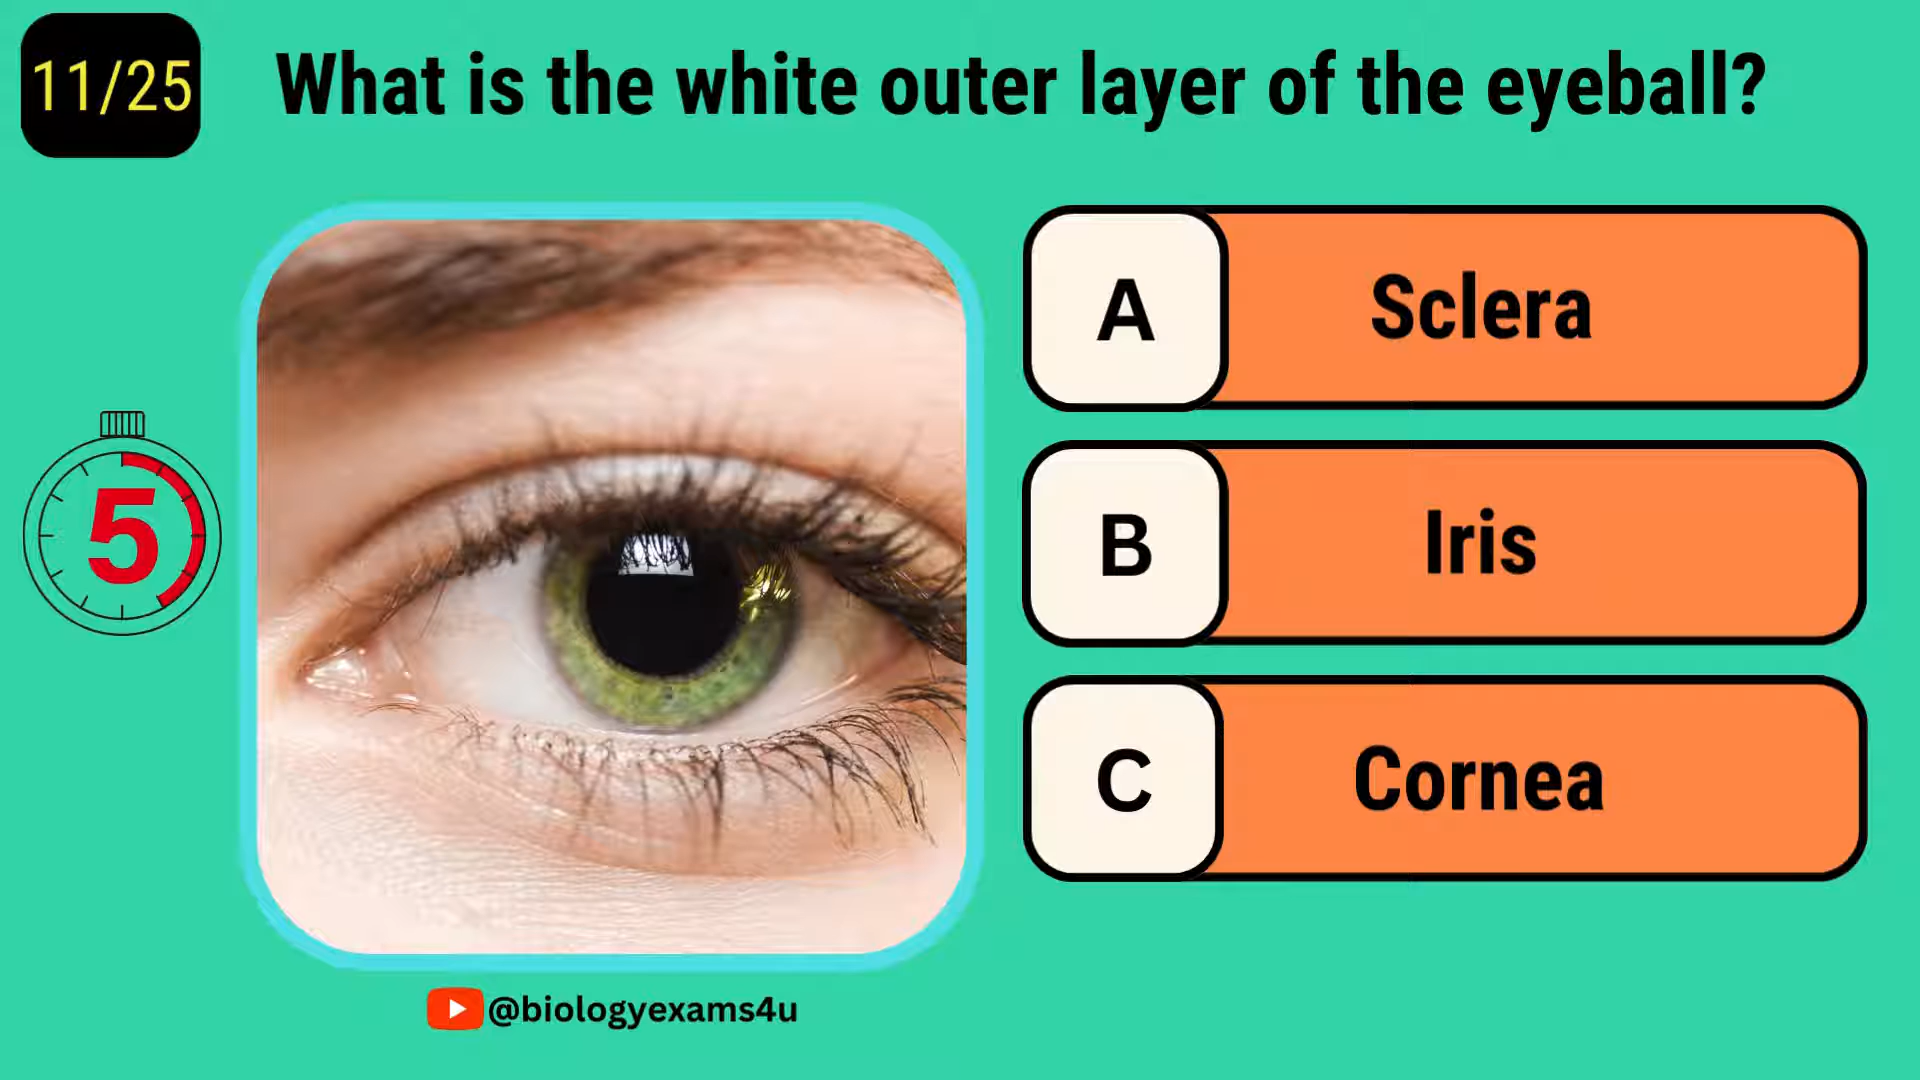 11/25
What is the white outer layer of the eyeball?
A
Sclera
5
B
Iris
C
Cornea
@biologyexams4u